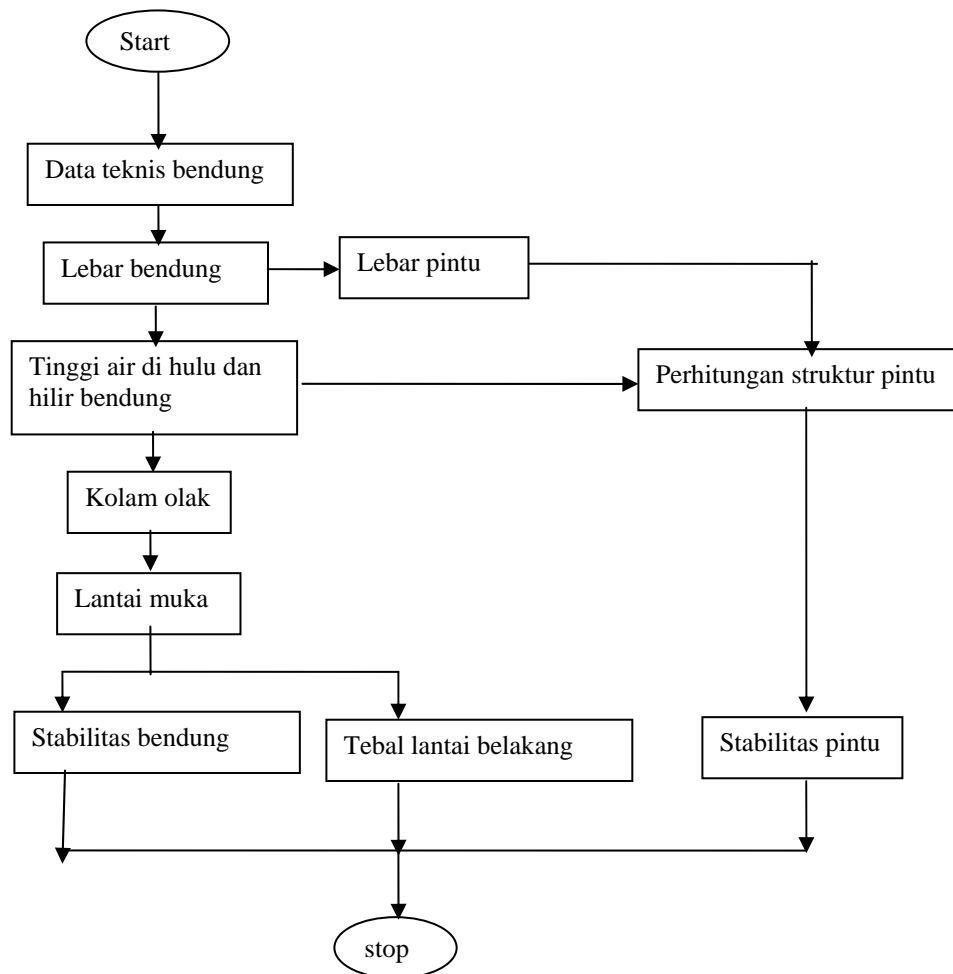 Start
Data teknis bendung
Lebar bendung
Lebar pintu
Tinggi air di hulu dan
hilir bendung
Perhitungan struktur pintu
Kolam olak
Lantai muka
Stabilitas bendung
Tebal lantai belakang
Stabilitas pintu
stop